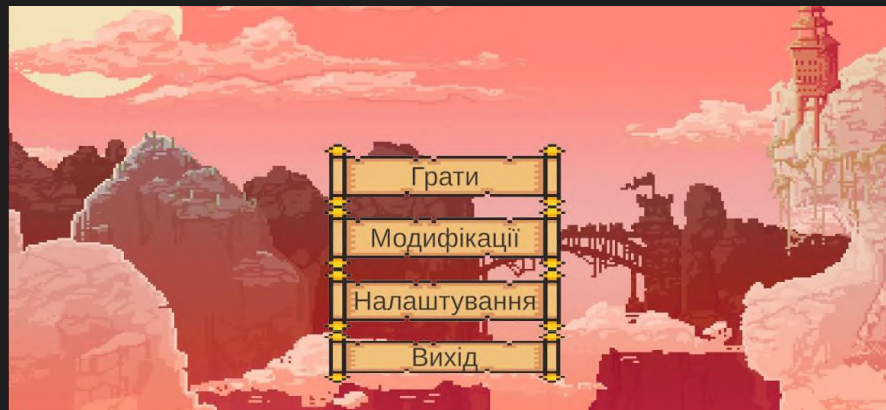 Грати
Модифікації
Налаштування
Вихід